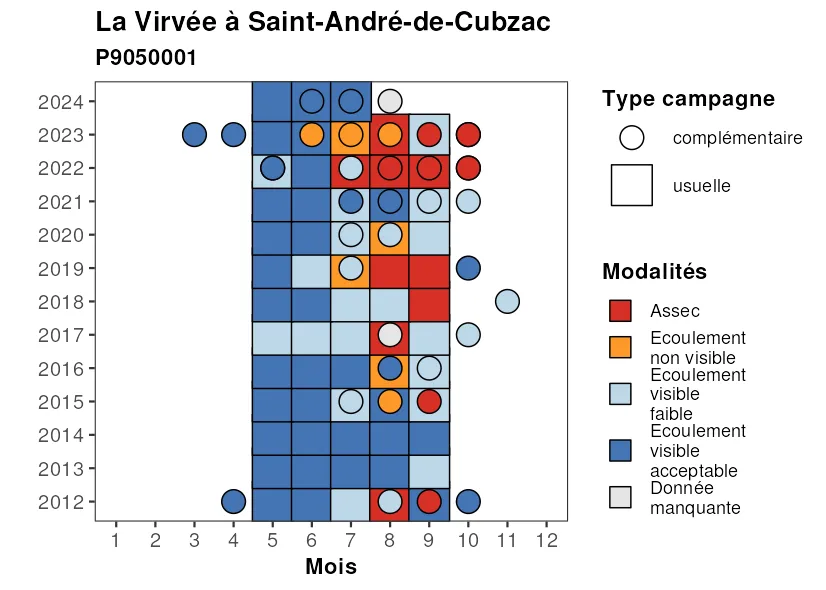 La Virvée à Saint-André-de-Cubzac
P9050001
2024
2023
2022
2021
2020
2019
2018
2017
2016
2015
2014
2013
2012
1 2 3 4 5 6 7 8 9 10 11 12
Mois
Type campagne
complémentaire
usuelle
Modalités
Assec
Ecoulement
non visible
Ecoulement
visible
faible
Ecoulement
visible
acceptable
Donnée
manquante